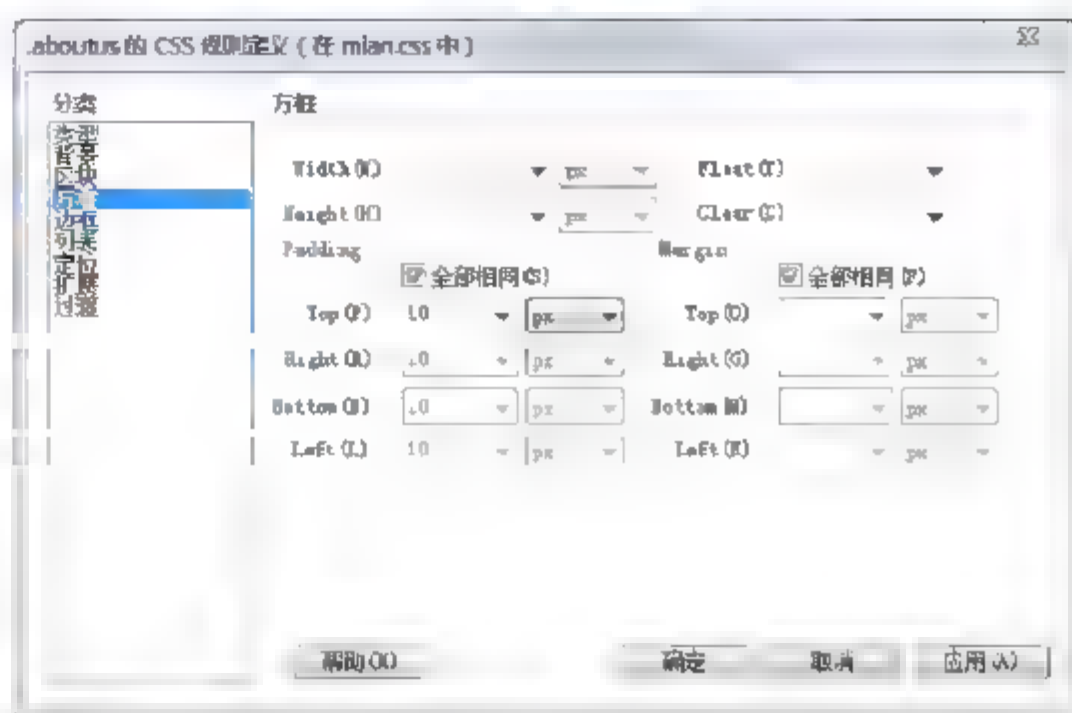 .aboutus 的 CSS 规则定义 ( 在 mian.css 中 )
分类
类型
背景
区块
方框
边框
列表
定位
扩展
过渡
方框
Width(W) px Float(T)
Height(H) px Clear(C)
Padding Margin
全部相同(S) 全部相同(F)
Top(P) 10 px Top(O) px
Right(R) 10 px Right(G) px
Bottom(B) 10 px Bottom(M) px
Left(L) 10 px Left(E) px
帮助 确定 取消 应用(A)